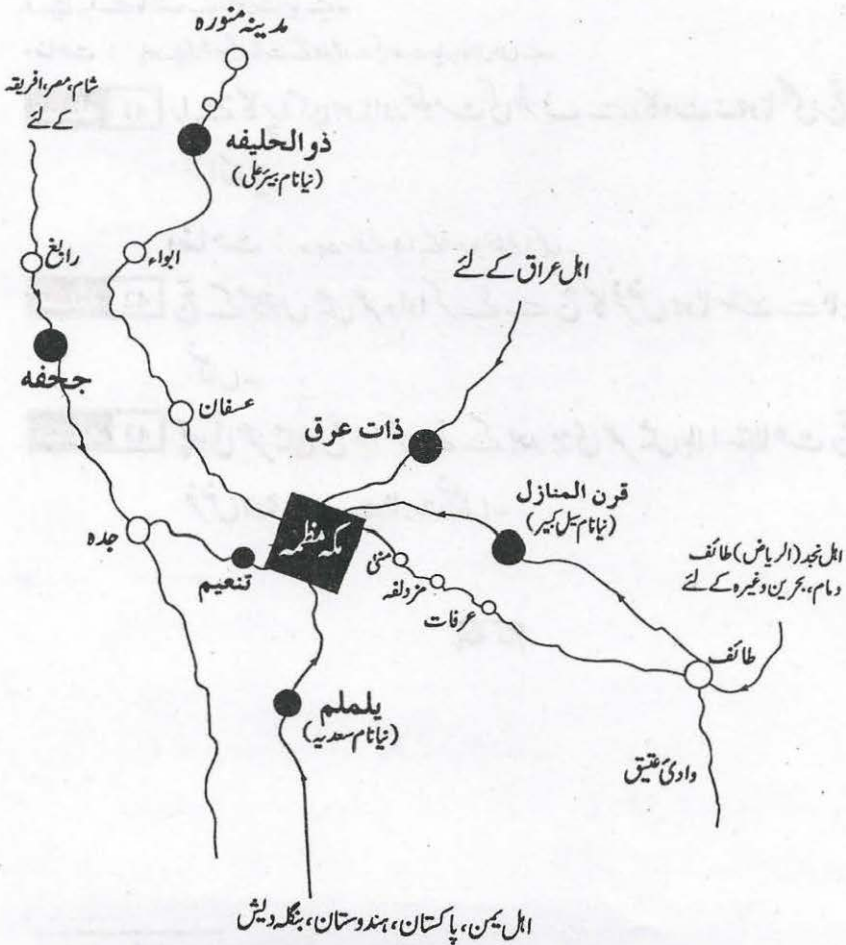 مدینہ منورہ
شام، مصر، افریقہ
کے لئے
ذوالحلیفہ
(نیا نام بیئر علی)
رابغ
ابواء
اہل عراق کے لئے
جحفہ
عسفان
ذات عرق
قرن المنازل
(نیا نام سیل کبیر)
مکہ معظمہ
جدہ
تنعیم
منیٰ
مزدلفہ
عرفات
اہل نجد (الریاض) طائف
دمام، بحرین وغیرہ کے لئے
طائف
یلملم
(نیا نام سعدیہ)
وادیٔ عتیق
اہل یمن، پاکستان، ہندوستان، بنگلہ دیش